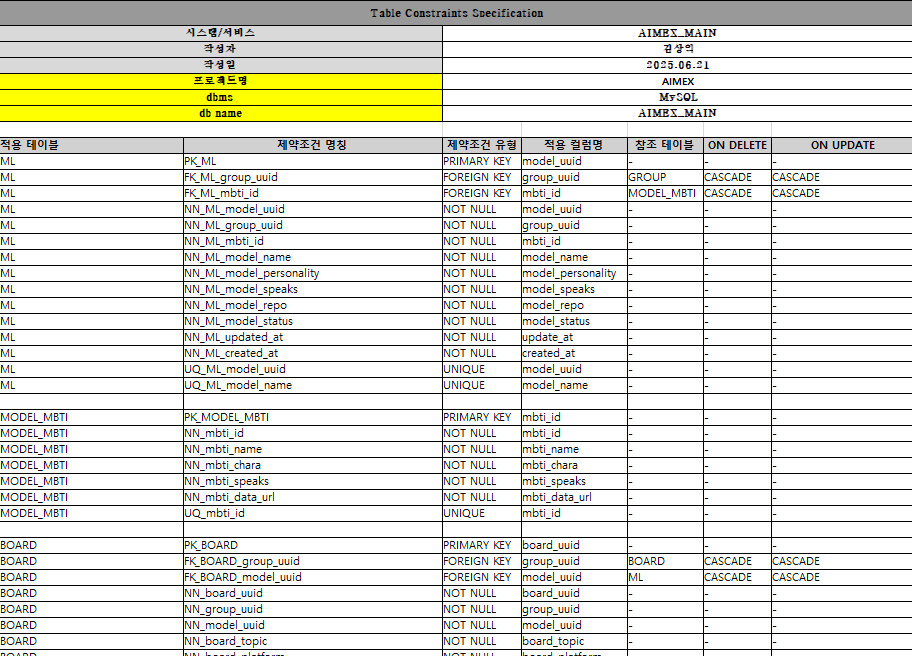 Table Constraints Specification
시스템/서비스 AIMEX_MAIN
작성자 김상익
작성일 2025.06.21
프로젝트명 AIMEX
dbms MySQL
db name AIMEX_MAIN
적용 테이블 제약조건 명칭 제약조건 유형 적용 컬럼명 참조 테이블 ON DELETE ON UPDATE
ML PK_ML PRIMARY KEY model_uuid - - -
ML FK_ML_group_uuid FOREIGN KEY group_uuid GROUP CASCADE CASCADE
ML FK_ML_mbti_id FOREIGN KEY mbti_id MODEL_MBTI CASCADE CASCADE
ML NN_ML_model_uuid NOT NULL model_uuid - - -
ML NN_ML_group_uuid NOT NULL group_uuid - - -
ML NN_ML_mbti_id NOT NULL mbti_id - - -
ML NN_ML_model_name NOT NULL model_name - - -
ML NN_ML_model_personality NOT NULL model_personality - - -
ML NN_ML_model_speaks NOT NULL model_speaks - - -
ML NN_ML_model_repo NOT NULL model_repo - - -
ML NN_ML_model_status NOT NULL model_status - - -
ML NN_ML_updated_at NOT NULL update_at - - -
ML NN_ML_created_at NOT NULL created_at - - -
ML UQ_ML_model_uuid UNIQUE model_uuid - - -
ML UQ_ML_model_name UNIQUE model_name - - -
MODEL_MBTI PK_MODEL_MBTI PRIMARY KEY mbti_id - - -
MODEL_MBTI NN_mbti_id NOT NULL mbti_id - - -
MODEL_MBTI NN_mbti_name NOT NULL mbti_name - - -
MODEL_MBTI NN_mbti_chara NOT NULL mbti_chara - - -
MODEL_MBTI NN_mbti_speaks NOT NULL mbti_speaks - - -
MODEL_MBTI NN_mbti_data_url NOT NULL mbti_data_url - - -
MODEL_MBTI UQ_mbti_id UNIQUE mbti_id - - -
BOARD PK_BOARD PRIMARY KEY board_uuid - - -
BOARD FK_BOARD_group_uuid FOREIGN KEY group_uuid BOARD CASCADE CASCADE
BOARD FK_BOARD_model_uuid FOREIGN KEY model_uuid ML CASCADE CASCADE
BOARD NN_board_uuid NOT NULL board_uuid - - -
BOARD NN_group_uuid NOT NULL group_uuid - - -
BOARD NN_model_uuid NOT NULL model_uuid - - -
BOARD NN_board_topic NOT NULL board_topic - - -
BOARD NN_board_platform NOT NULL board_platform